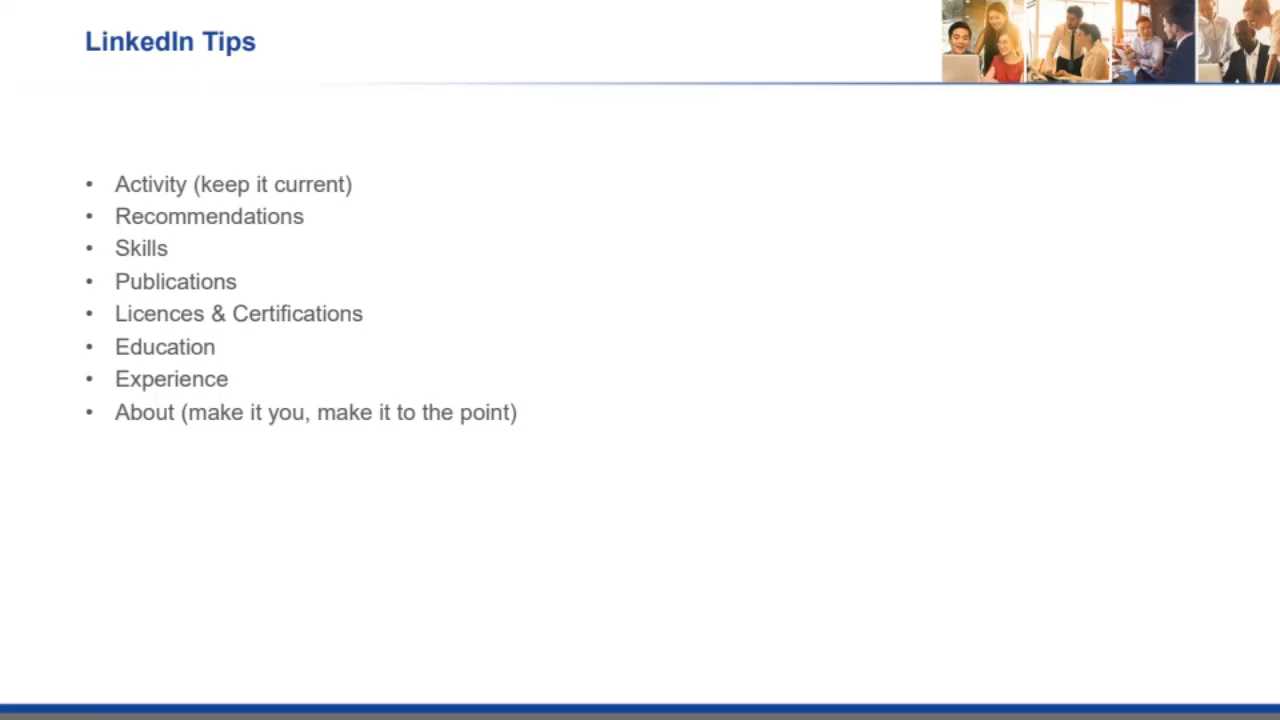 LinkedIn Tips
• Activity (keep it current)
• Recommendations
• Skills
• Publications
• Licences & Certifications
• Education
• Experience
• About (make it you, make it to the point)